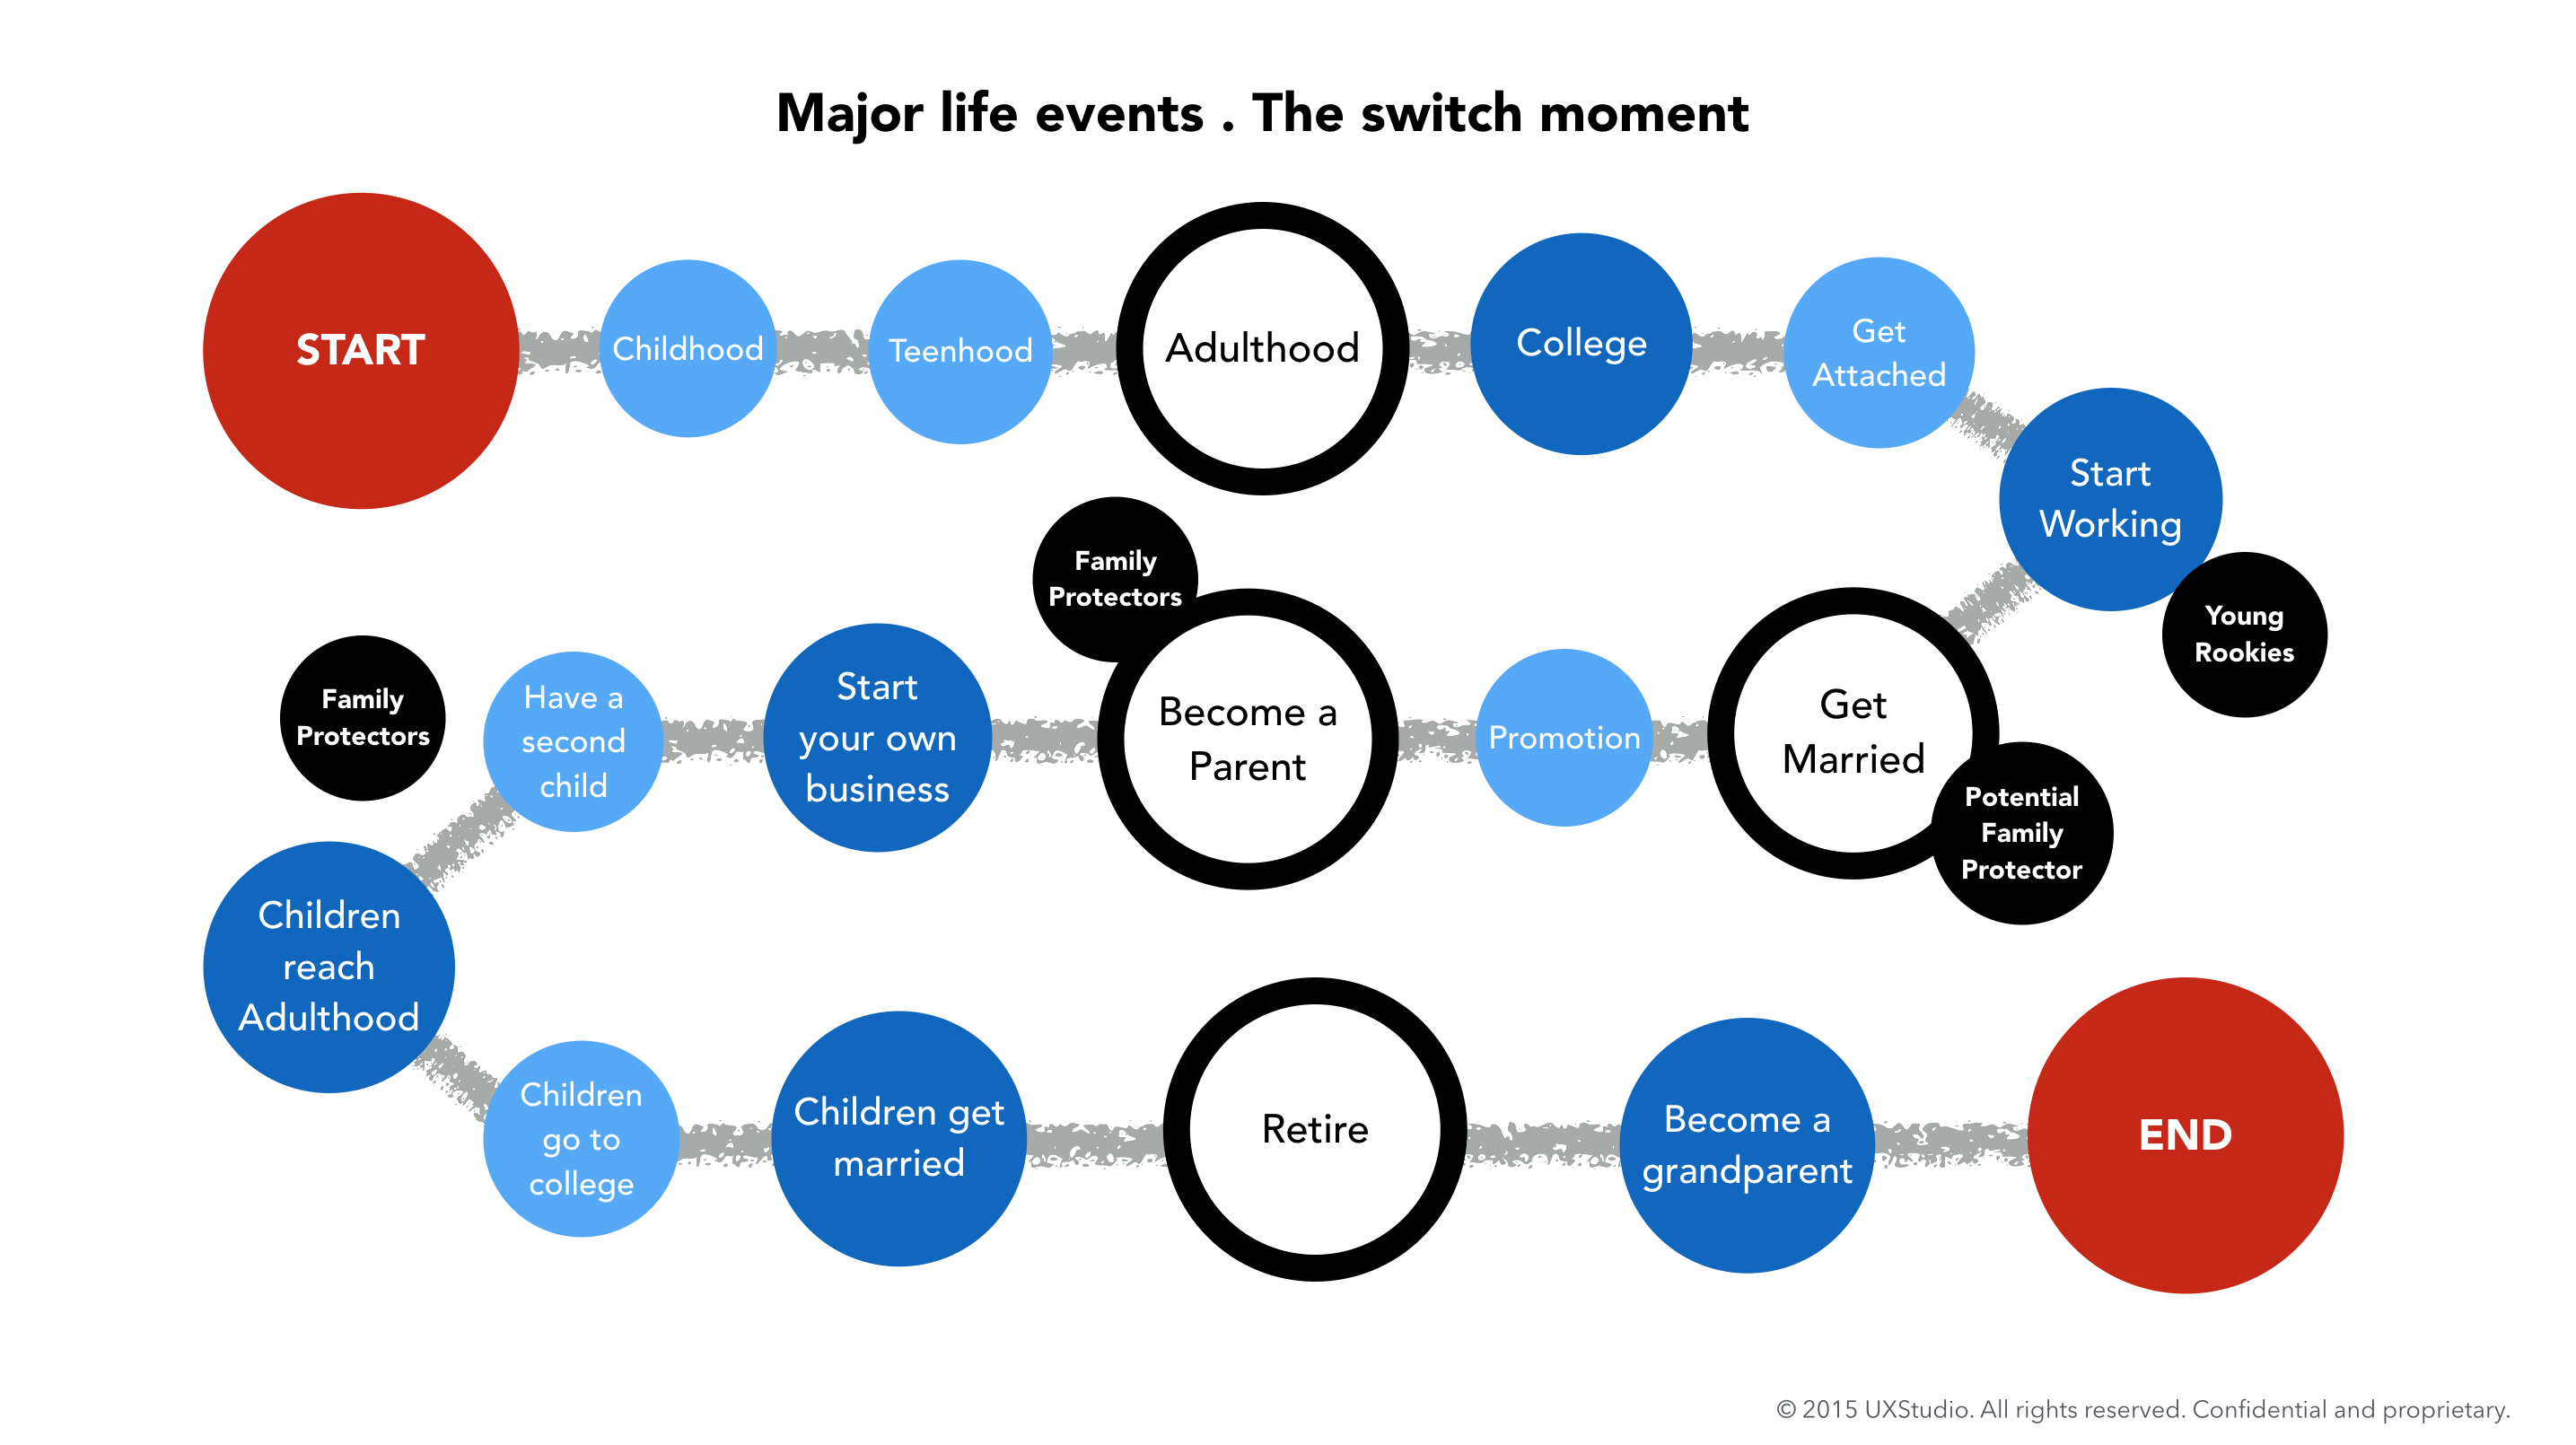 Major life events . The switch moment
START
Childhood
Teenhood
Adulthood
College
Get
Attached
Start
Working
Young
Rookies
Get
Married
Potential
Family
Protector
Promotion
Family
Protectors
Become a
Parent
Start
your own
business
Have a
second
child
Family
Protectors
Children
reach
Adulthood
Children
go to
college
Children get
married
Retire
Become a
grandparent
END
© 2015 UXStudio. All rights reserved. Confidential and proprietary.